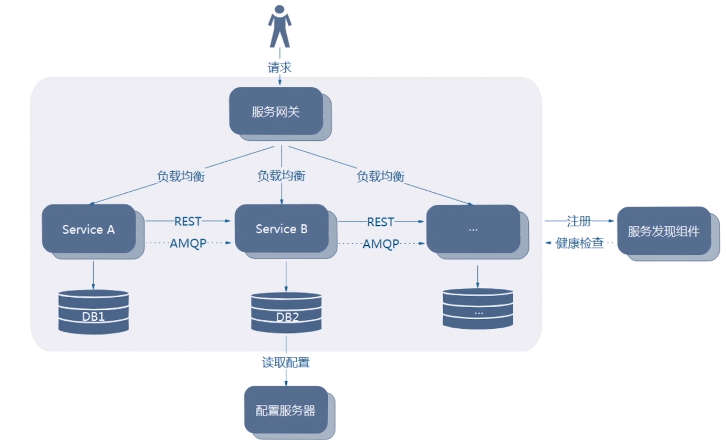 请求
服务网关
负载均衡
负载均衡
负载均衡
Service A
REST
AMQP
Service B
REST
AMQP
...
注册
健康检查
服务发现组件
DB1
DB2
...
读取配置
配置服务器